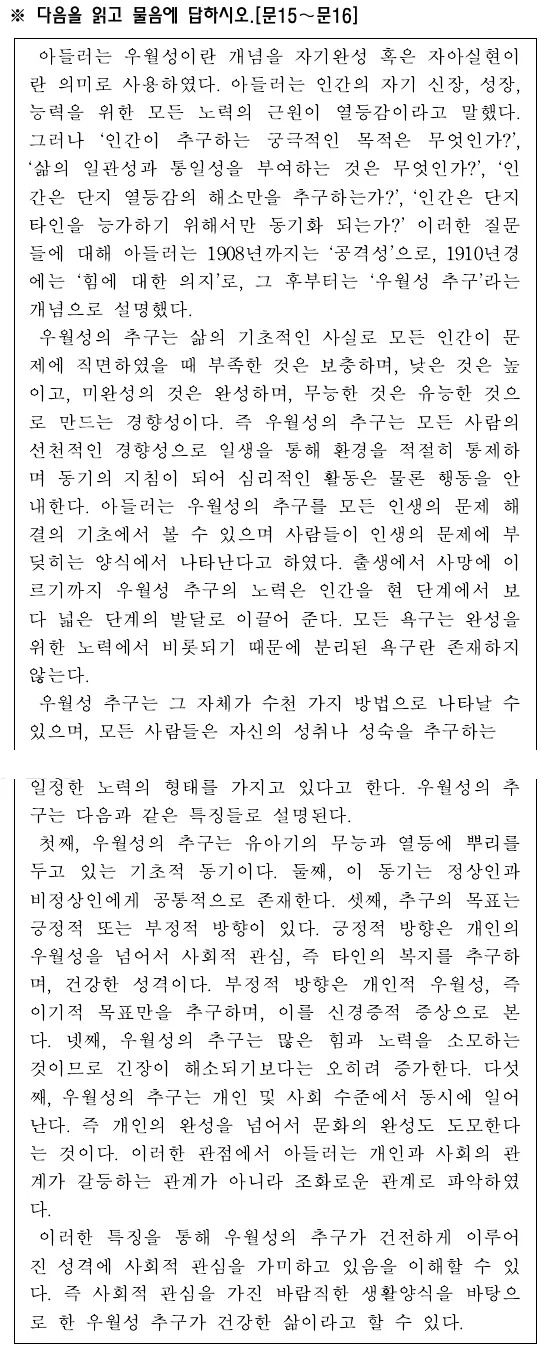 ※ 다음을 읽고 물음에 답하시오.[문15～문16]
아들러는 우월성이란 개념을 자기완성 혹은 자아실현이
란 의미로 사용하였다. 아들러는 인간의 자기 신장, 성장,
능력을 위한 모든 노력의 근원이 열등감이라고 말했다.
그러나 ‘인간이 추구하는 궁극적인 목적은 무엇인가?’,
‘삶의 일관성과 통일성을 부여하는 것은 무엇인가?’, ‘인
간은 단지 열등감의 해소만을 추구하는가?’, ‘인간은 단지
타인을 능가하기 위해서만 동기화 되는가?’ 이러한 질문
들에 대해 아들러는 1908년까지는 ‘공격성’으로, 1910년경
에는 ‘힘에 대한 의지’로, 그 후부터는 ‘우월성 추구’라는
개념으로 설명했다.
우월성의 추구는 삶의 기초적인 사실로 모든 인간이 문
제에 직면하였을 때 부족한 것은 보충하며, 낮은 것은 높
이고, 미완성의 것은 완성하며, 무능한 것은 유능한 것으
로 만드는 경향성이다. 즉 우월성의 추구는 모든 사람의
선천적인 경향성으로 일생을 통해 환경을 적절히 통제하
며 동기의 지침이 되어 심리적인 활동은 물론 행동을 안
내한다. 아들러는 우월성의 추구를 모든 인생의 문제 해
결의 기초에서 볼 수 있으며 사람들이 인생의 문제에 부
딪히는 양식에서 나타난다고 하였다. 출생에서 사망에 이
르기까지 우월성 추구의 노력은 인간을 현 단계에서 보
다 넓은 단계의 발달로 이끌어 준다. 모든 욕구는 완성을
위한 노력에서 비롯되기 때문에 분리된 욕구란 존재하지
않는다.
우월성 추구는 그 자체가 수천 가지 방법으로 나타날 수
있으며, 모든 사람들은 자신의 성취나 성숙을 추구하는
일정한 노력의 형태를 가지고 있다고 한다. 우월성의 추
구는 다음과 같은 특징들로 설명된다.
첫째, 우월성의 추구는 유아기의 무능과 열등에 뿌리를
두고 있는 기초적 동기이다. 둘째, 이 동기는 정상인과
비정상인에게 공통적으로 존재한다. 셋째, 추구의 목표는
긍정적 또는 부정적 방향이 있다. 긍정적 방향은 개인의
우월성을 넘어서 사회적 관심, 즉 타인의 복지를 추구하
며, 건강한 성격이다. 부정적 방향은 개인적 우월성, 즉
이기적 목표만을 추구하며, 이를 신경증적 증상으로 본
다. 넷째, 우월성의 추구는 많은 힘과 노력을 소모하는
것이므로 긴장이 해소되기보다는 오히려 증가한다. 다섯
째, 우월성의 추구는 개인 및 사회 수준에서 동시에 일어
난다. 즉 개인의 완성을 넘어서 문화의 완성도 도모한다
는 것이다. 이러한 관점에서 아들러는 개인과 사회의 관
계가 갈등하는 관계가 아니라 조화로운 관계로 파악하였
다.
이러한 특징을 통해 우월성의 추구가 건전하게 이루어
진 성격에 사회적 관심을 가미하고 있음을 이해할 수 있
다. 즉 사회적 관심을 가진 바람직한 생활양식을 바탕으
로 한 우월성 추구가 건강한 삶이라고 할 수 있다.